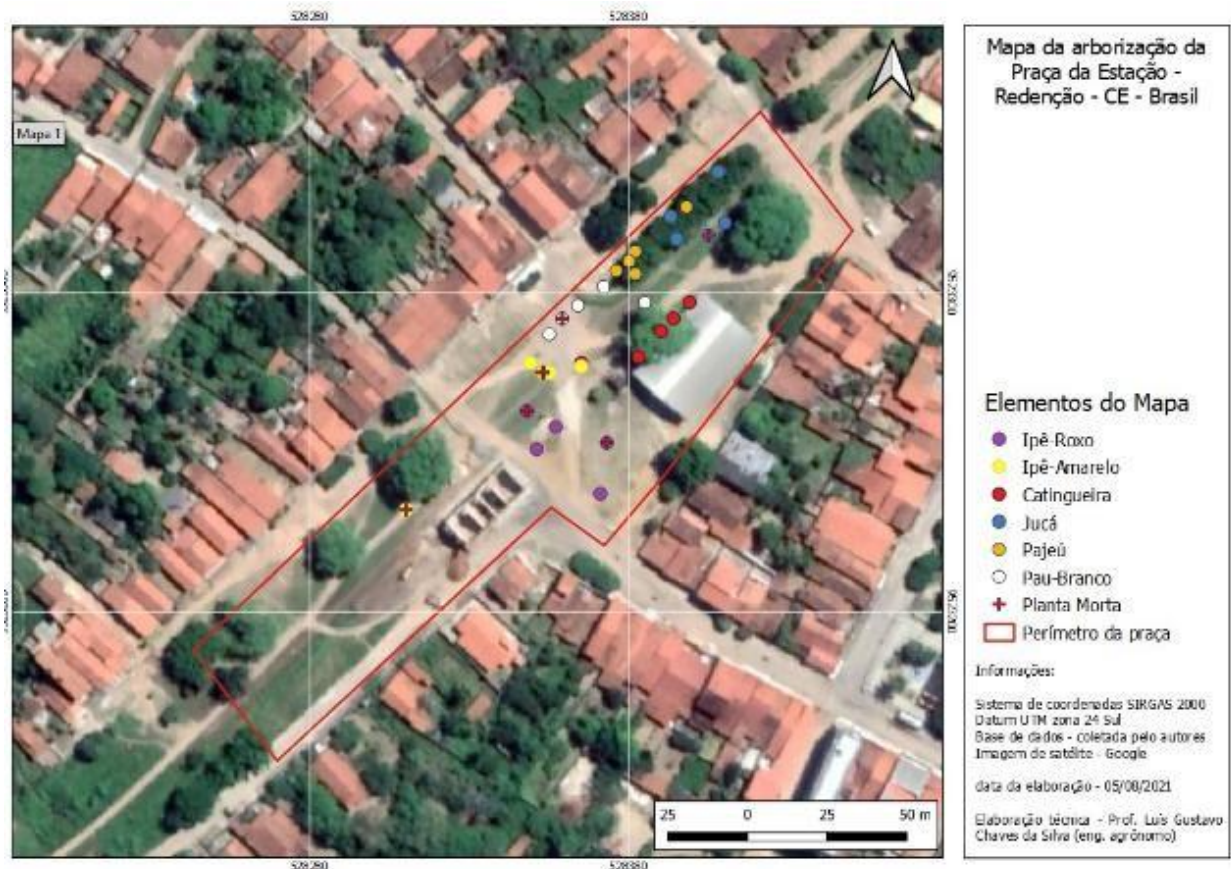 528280
528380
Mapa 1
528280
528380
25
0
25
50 m
Mapa da arborização da
Praça da Estação -
Redenção - CE - Brasil
Elementos do Mapa
Ipê-Roxo
Ipê-Amarelo
Catingueira
Jucá
Pajeú
Pau-Branco
Planta Morta
Perímetro da praça
Informações:
Sistema de coordenadas SIRGAS 2000
Datum UTM zona 24 Sul
Base de dados - coletada pelo autores
Imagem de satélite - Google
data da elaboração - 05/08/2021
Elaboração técnica - Prof. Luís Gustavo
Chaves da Silva (eng. agrônomo)